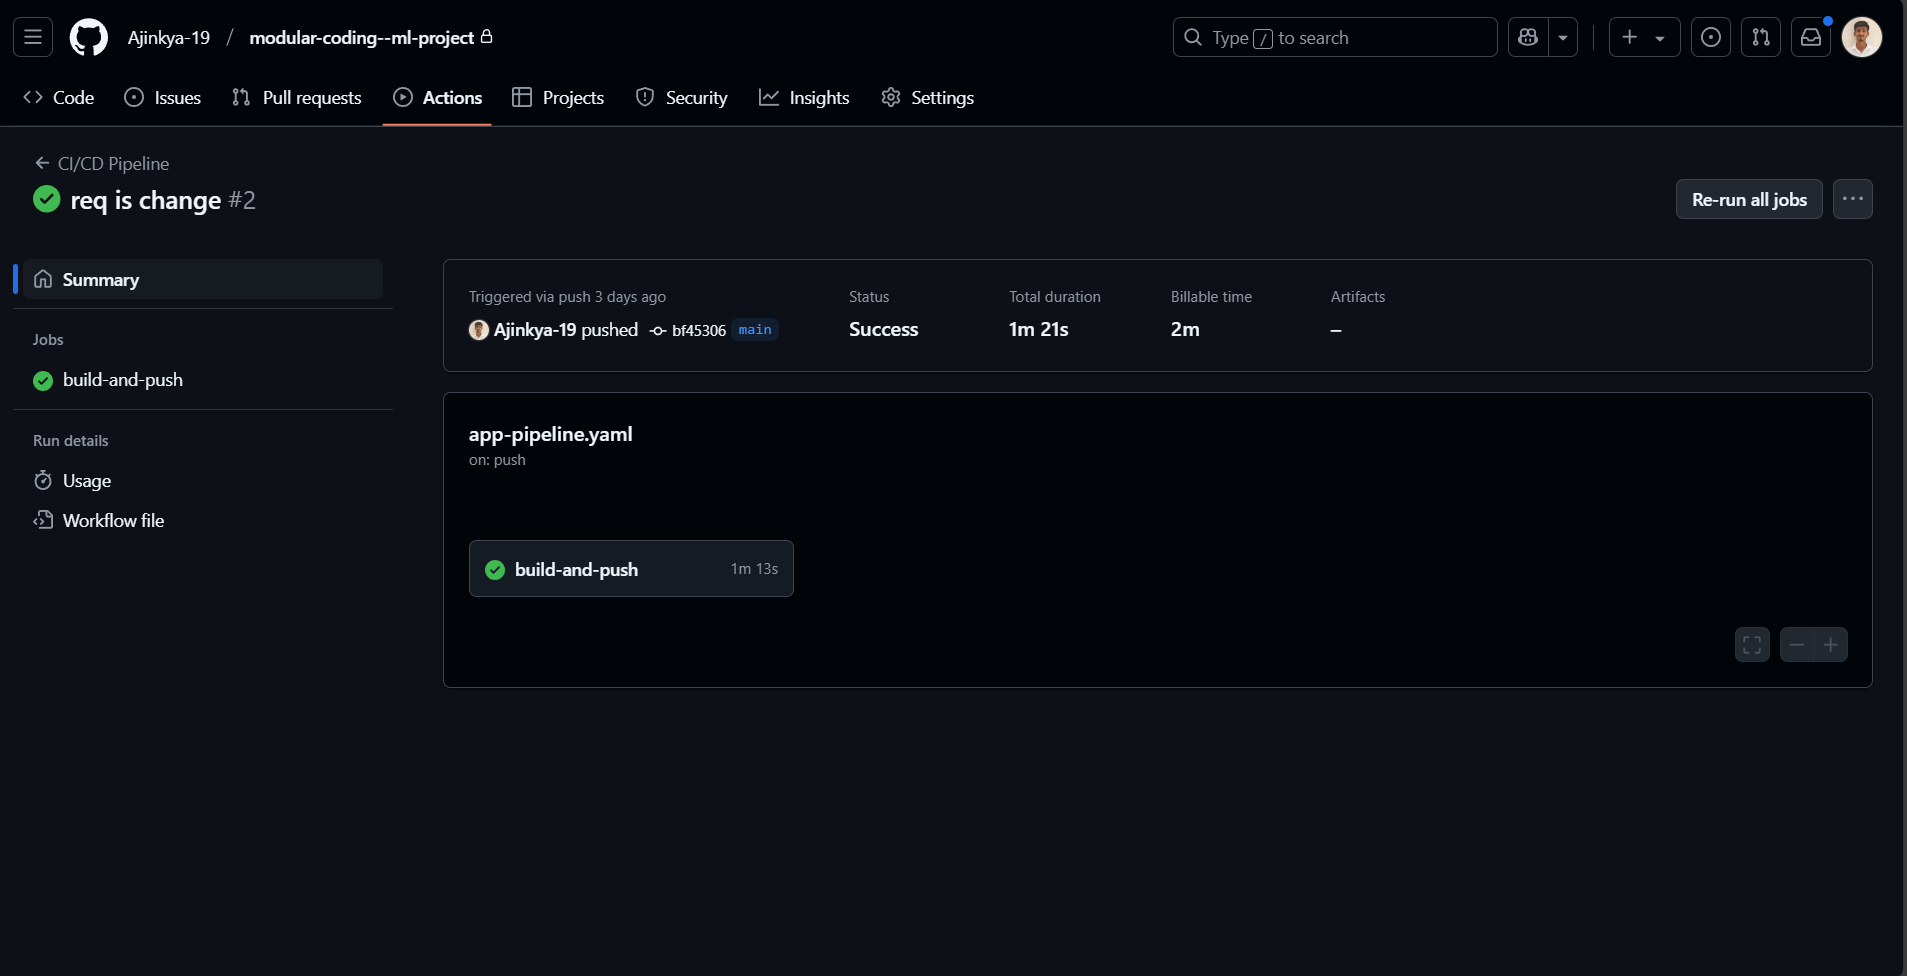 Ajinkya-19 / modular-coding--ml-project
Type / to search
Code Issues Pull requests Actions Projects Security Insights Settings
CI/CD Pipeline
req is change #2
Re-run all jobs
Summary
Jobs
build-and-push
Run details
Usage
Workflow file
Triggered via push 3 days ago
Ajinkya-19 pushed bf45306 main
Status
Success
Total duration
1m 21s
Billable time
2m
Artifacts
–
app-pipeline.yaml
on: push
build-and-push 1m 13s